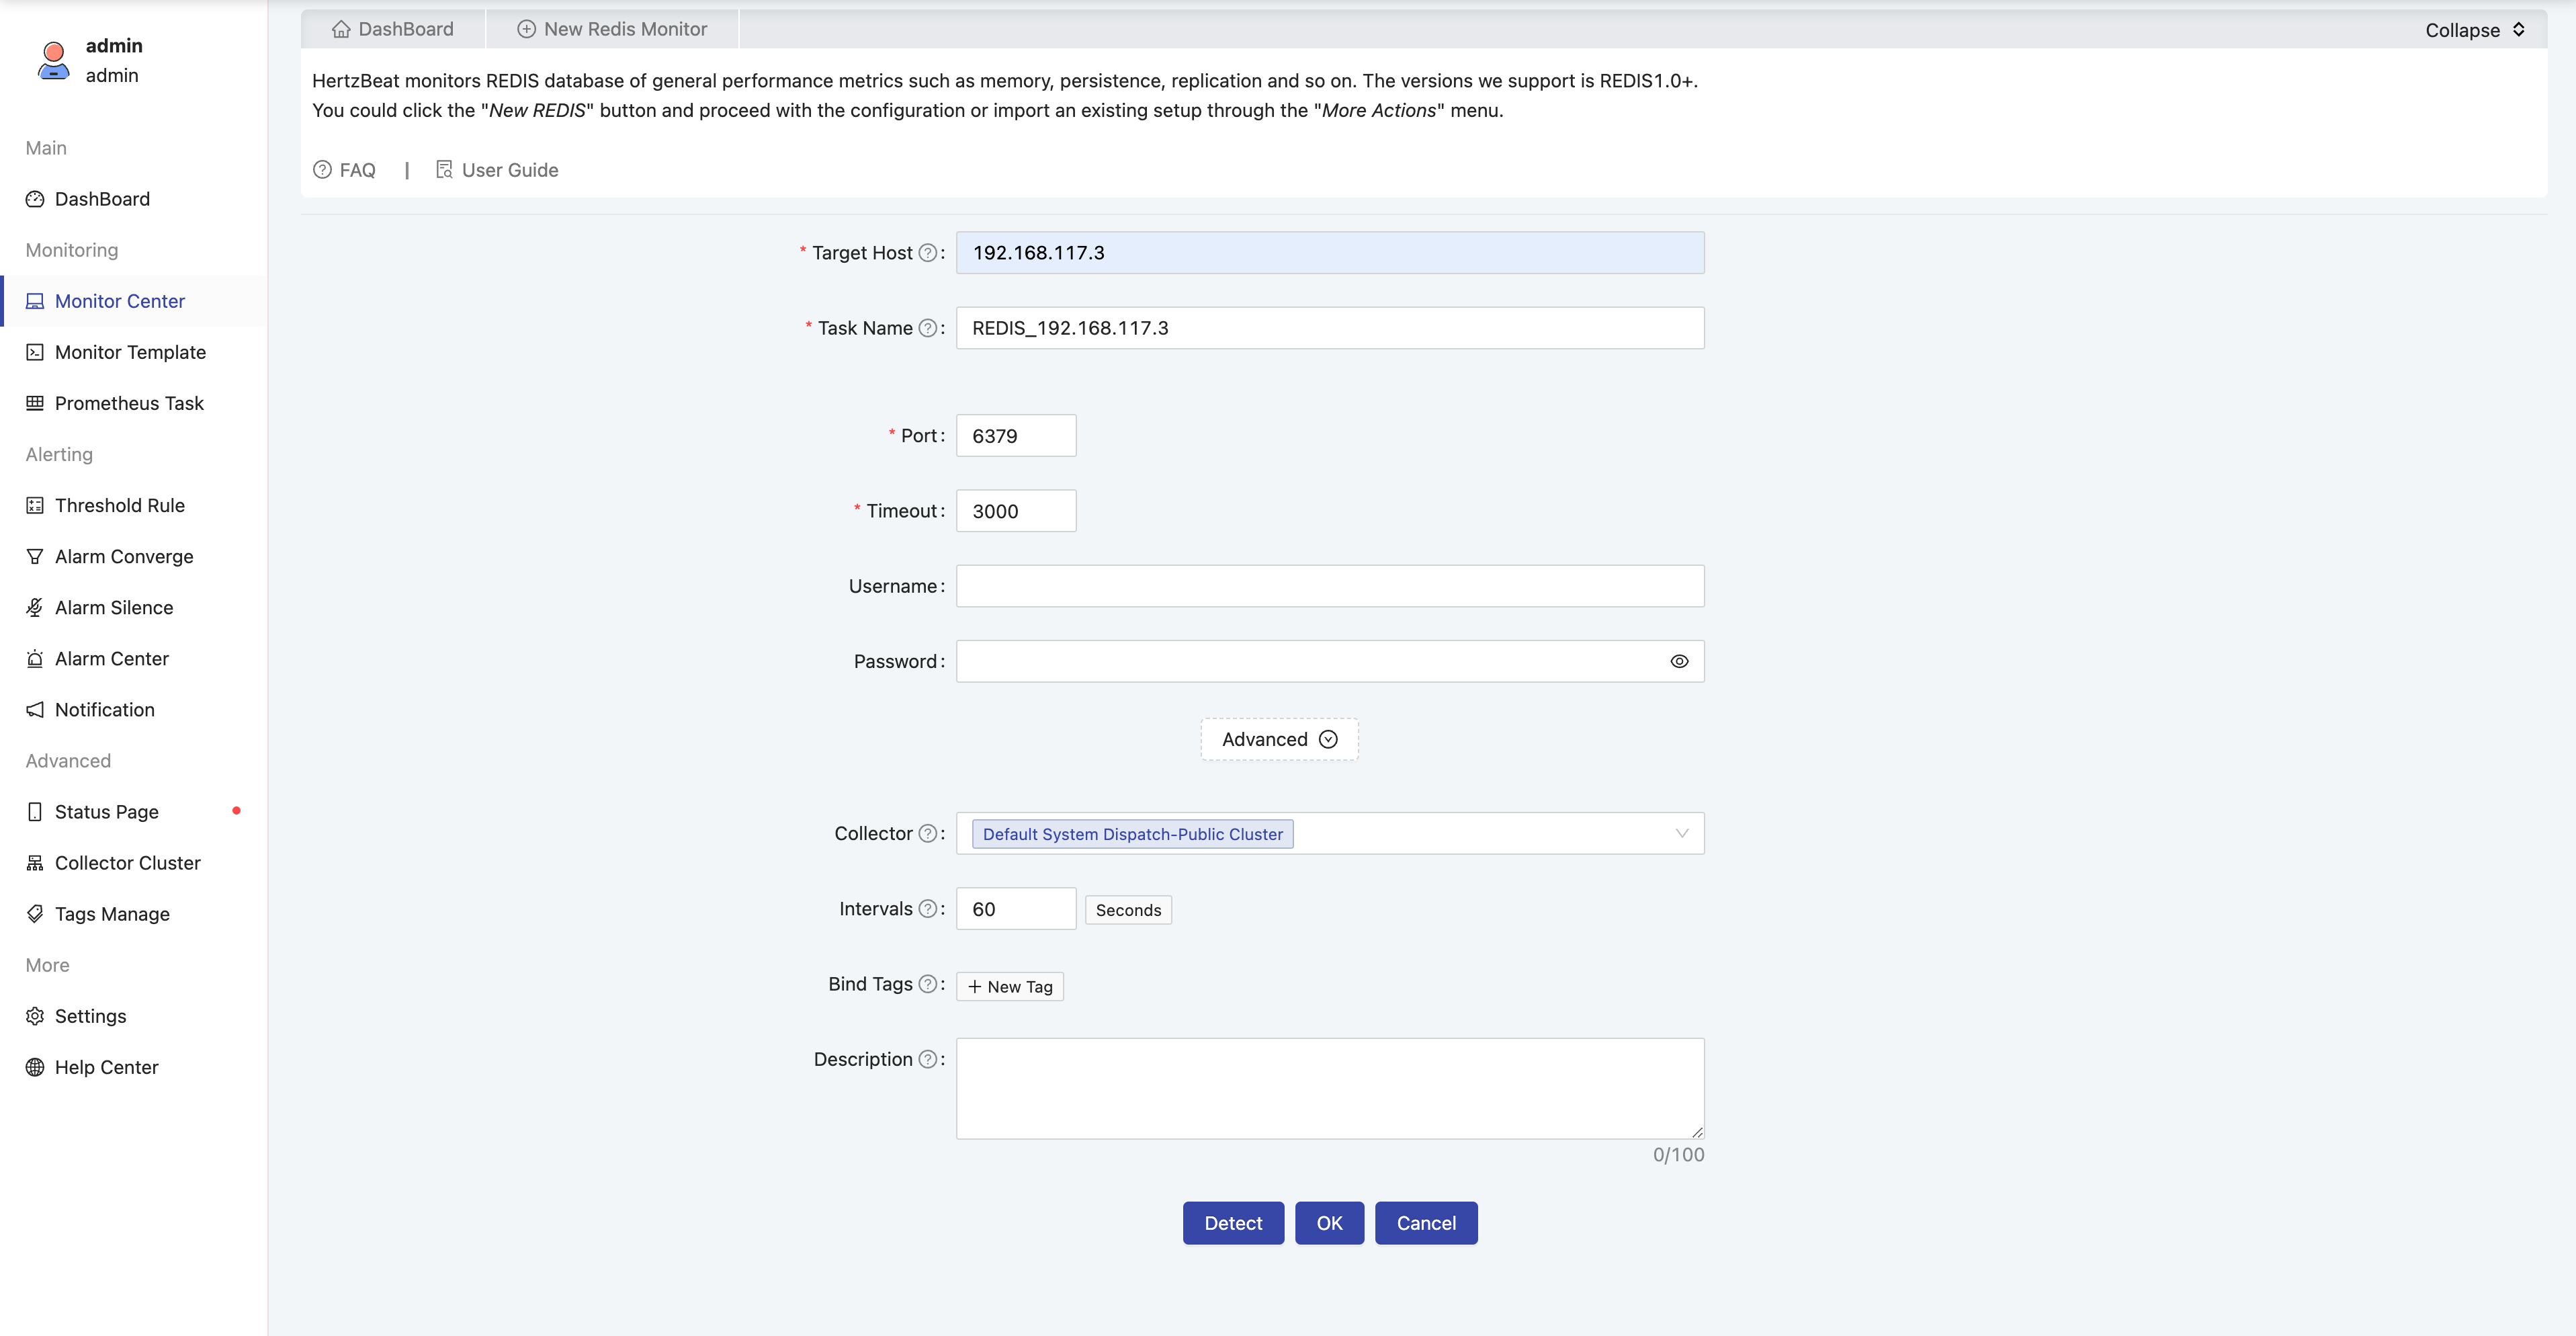 admin
admin
Main
DashBoard
Monitoring
Monitor Center
Monitor Template
Prometheus Task
Alerting
Threshold Rule
Alarm Converge
Alarm Silence
Alarm Center
Notification
Advanced
Status Page
Collector Cluster
Tags Manage
More
Settings
Help Center
DashBoard
New Redis Monitor
Collapse
HertzBeat monitors REDIS database of general performance metrics such as memory, persistence, replication and so on. The versions we support is REDIS1.0+.
You could click the "New REDIS" button and proceed with the configuration or import an existing setup through the "More Actions" menu.
FAQ | User Guide
* Target Host ? : 192.168.117.3
* Task Name ? : REDIS_192.168.117.3
* Port : 6379
* Timeout : 3000
Username :
Password :
Advanced
Collector ? : Default System Dispatch-Public Cluster
Intervals ? : 60 Seconds
Bind Tags ? : + New Tag
Description ? :
0/100
Detect OK Cancel